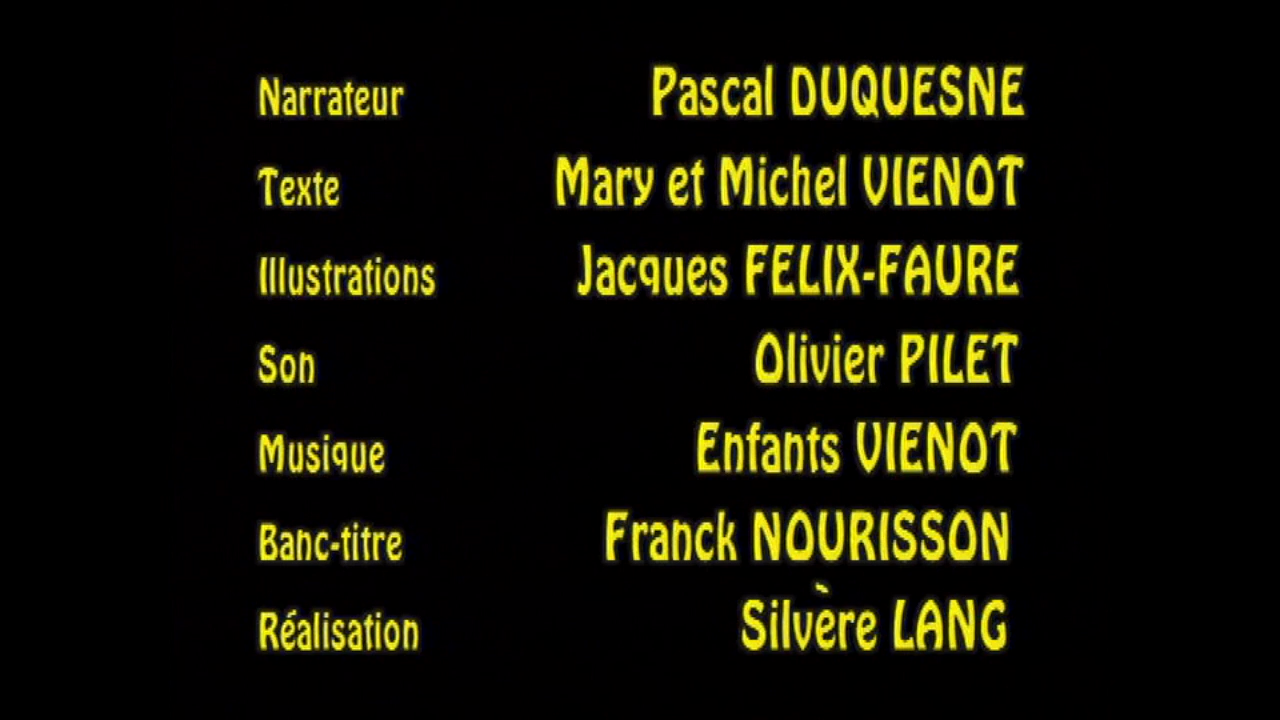 Narrateur Pascal DUQUESNE
Texte Mary et Michel VIENOT
Illustrations Jacques FELIX-FAURE
Son Olivier PILET
Musique Enfants VIENOT
Banc-titre Franck NOURISSON
Réalisation Silvère LANG